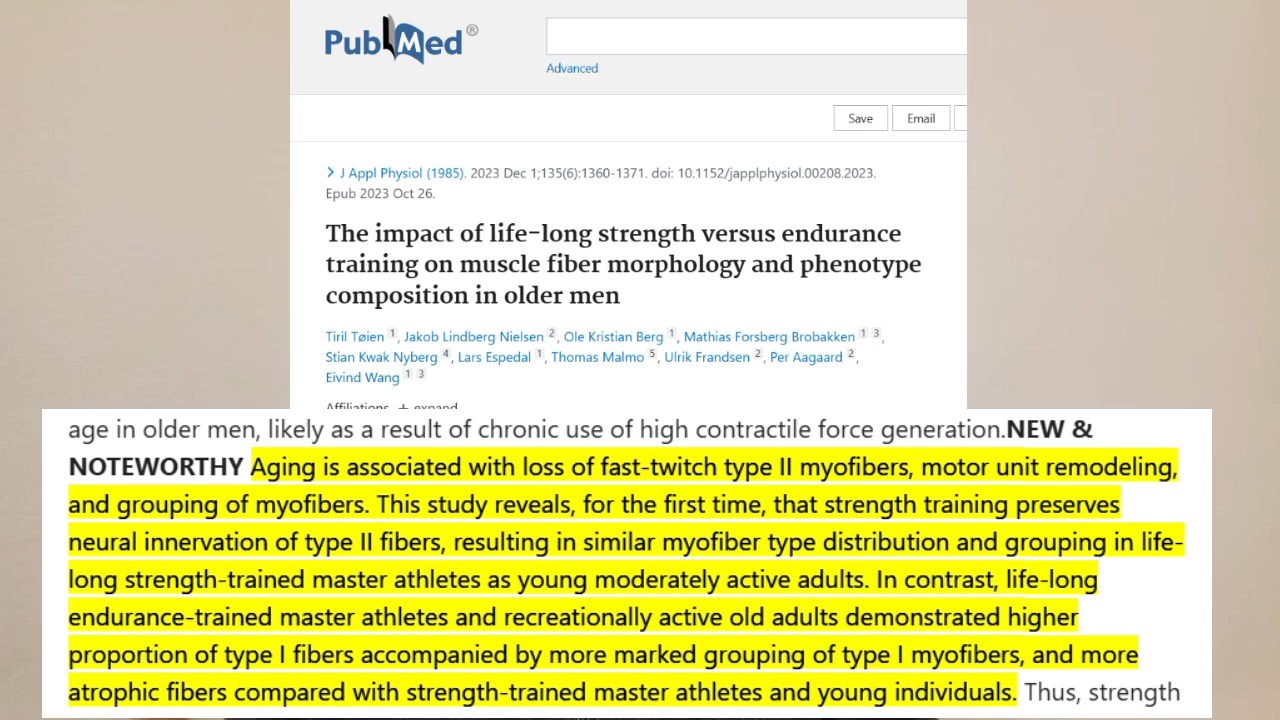 PubMed®
Advanced
Save Email
J Appl Physiol (1985). 2023 Dec 1;135(6):1360-1371. doi: 10.1152/japplphysiol.00208.2023.
Epub 2023 Oct 26.
The impact of life-long strength versus endurance
training on muscle fiber morphology and phenotype
composition in older men
Tiril Tøien 1, Jakob Lindberg Nielsen 2, Ole Kristian Berg 1, Mathias Forsberg Brobakken 1 3,
Stian Kwak Nyberg 4, Lars Espedal 1, Thomas Malmo 5, Ulrik Frandsen 2, Per Aagaard 2,
Eivind Wang 1 3
Affiliations + expand
age in older men, likely as a result of chronic use of high contractile force generation.NEW &
NOTEWORTHY Aging is associated with loss of fast-twitch type II myofibers, motor unit remodeling,
and grouping of myofibers. This study reveals, for the first time, that strength training preserves
neural innervation of type II fibers, resulting in similar myofiber type distribution and grouping in life-
long strength-trained master athletes as young moderately active adults. In contrast, life-long
endurance-trained master athletes and recreationally active old adults demonstrated higher
proportion of type I fibers accompanied by more marked grouping of type I myofibers, and more
atrophic fibers compared with strength-trained master athletes and young individuals. Thus, strength